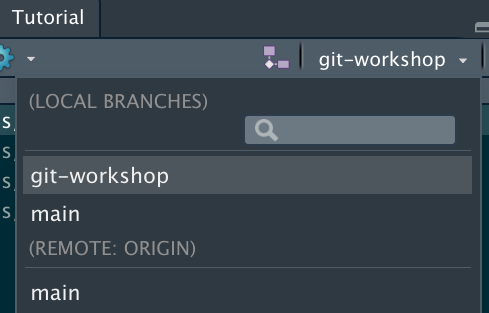 Tutorial
git-workshop
(LOCAL BRANCHES)
git-workshop
main
(REMOTE: ORIGIN)
main